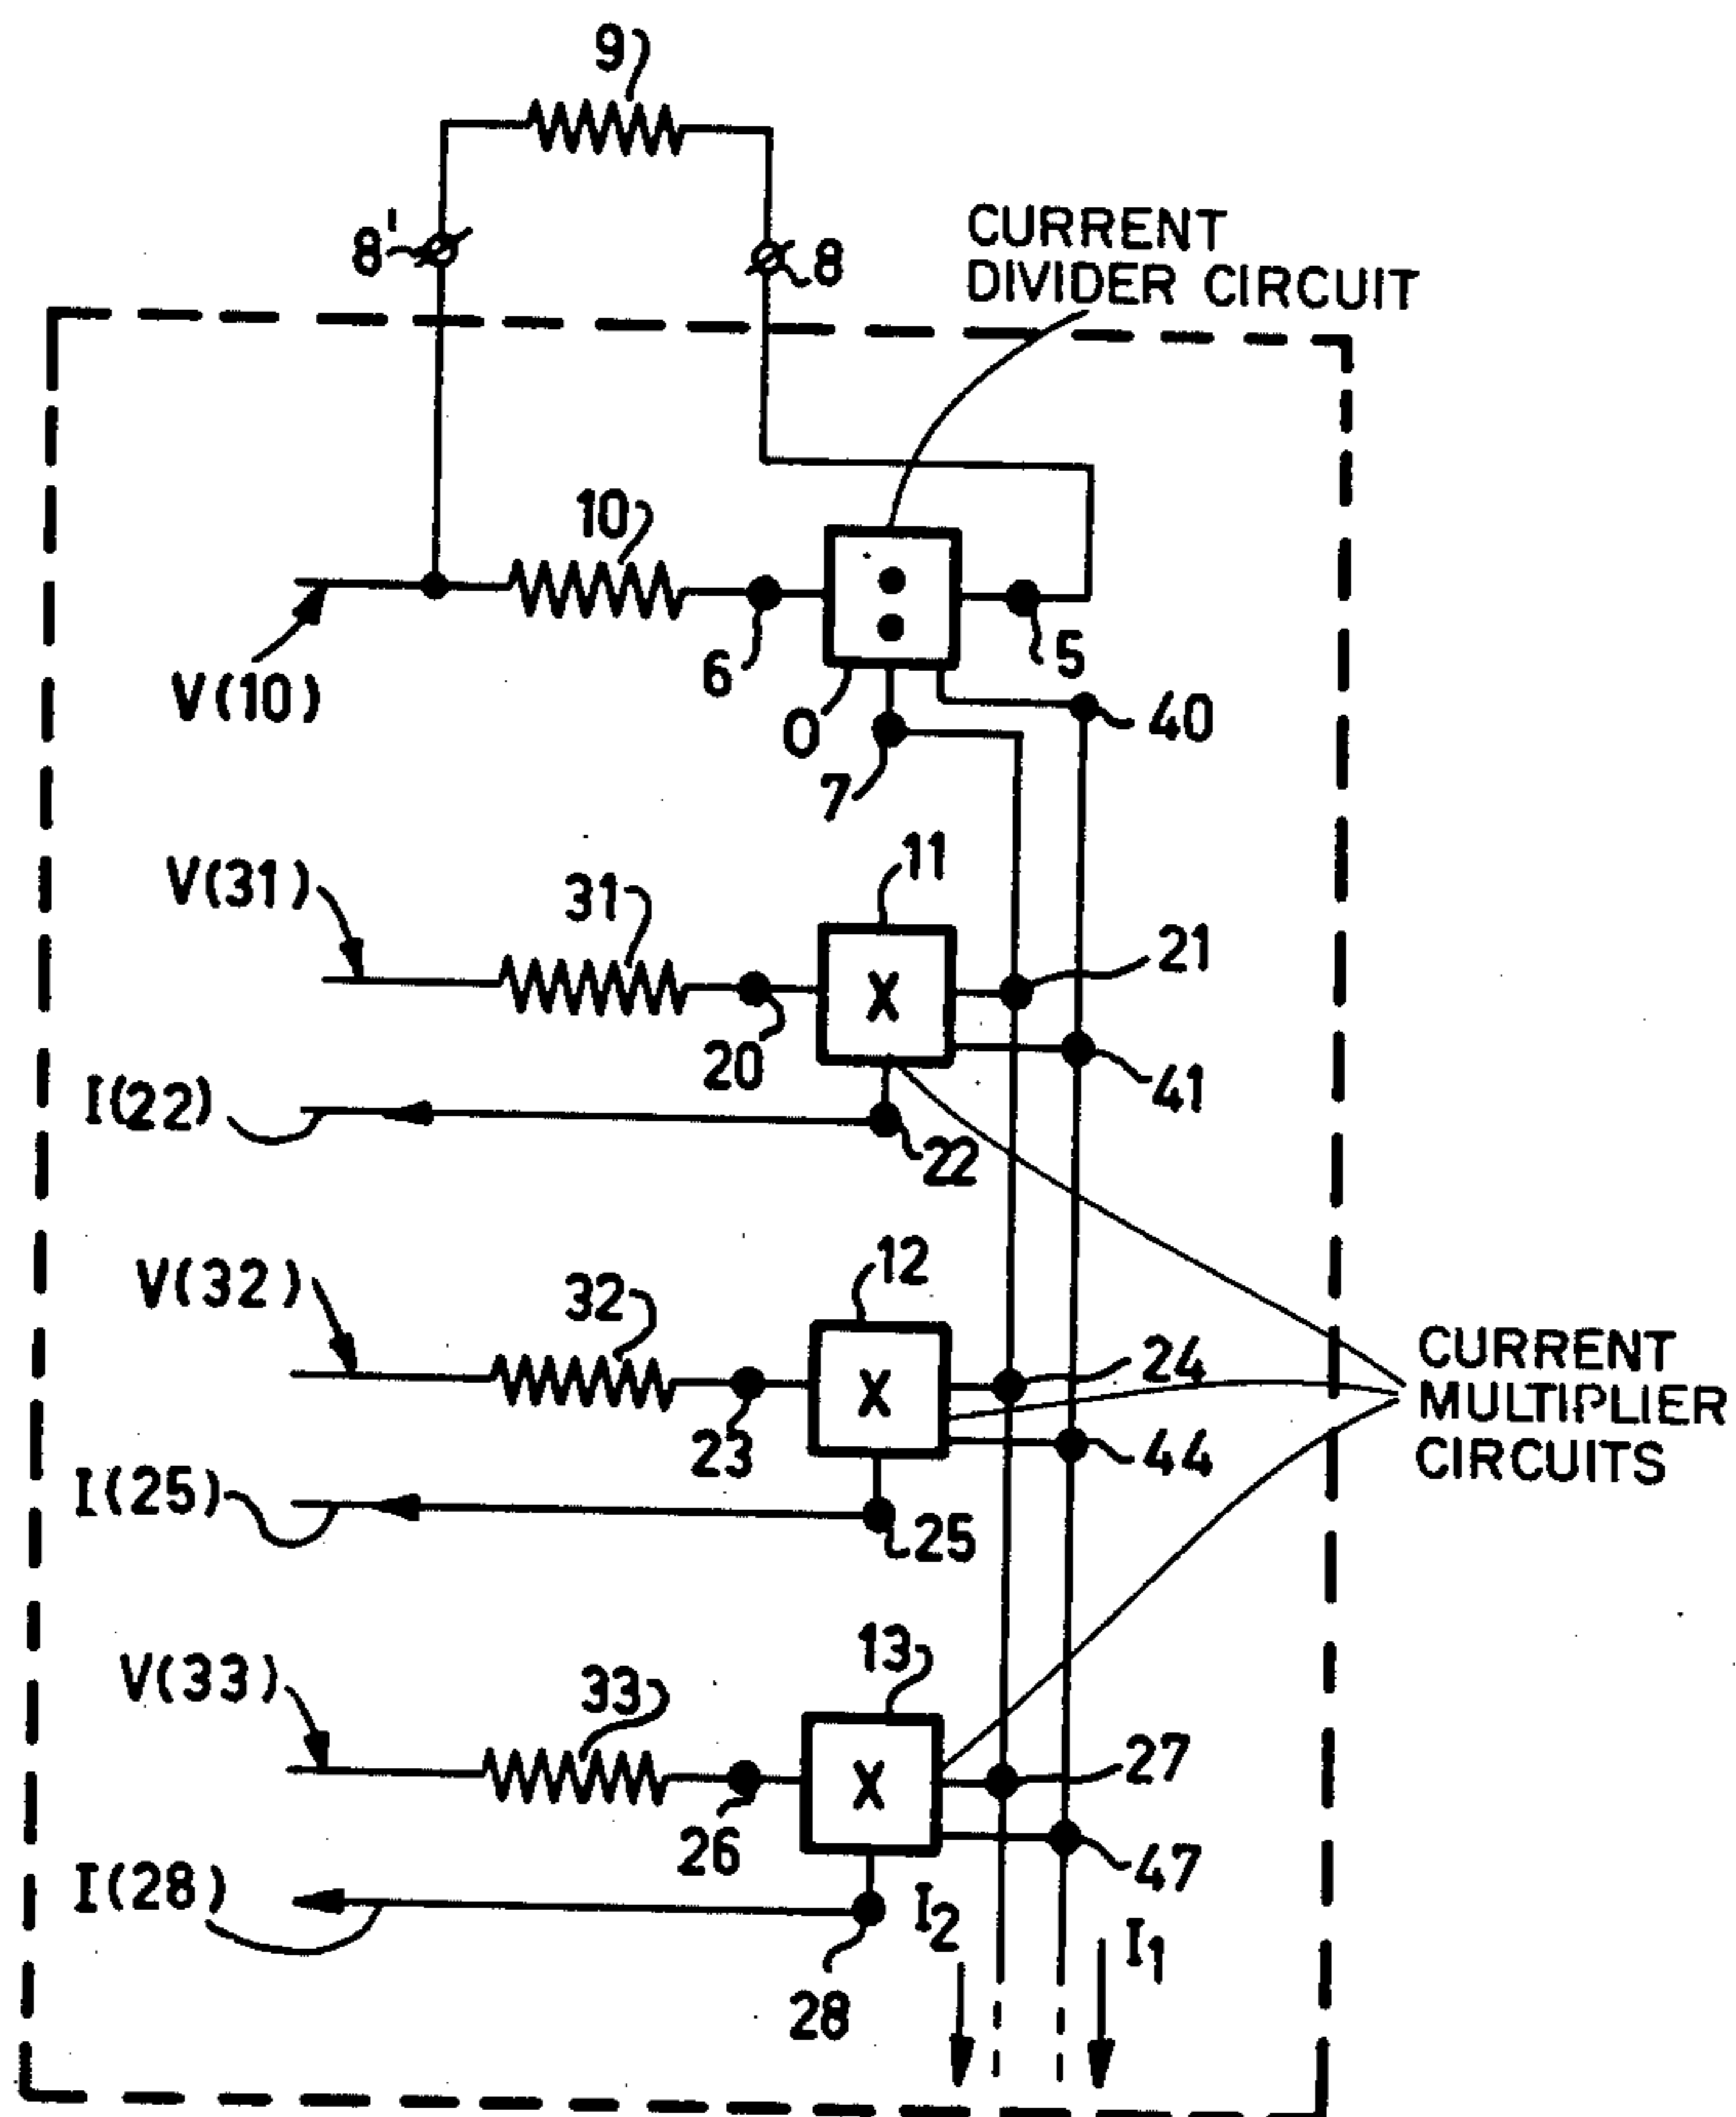 9
8'
8
CURRENT
DIVIDER CIRCUIT
10
6
5
V(10)
0
40
7
11
V(31)
31
X
21
20
41
I(22)
22
12
V(32)
32
X
24
23
44
CURRENT
MULTIPLIER
CIRCUITS
I(25)
25
13
V(33)
33
X
27
26
47
I(28)
I2
I1
28